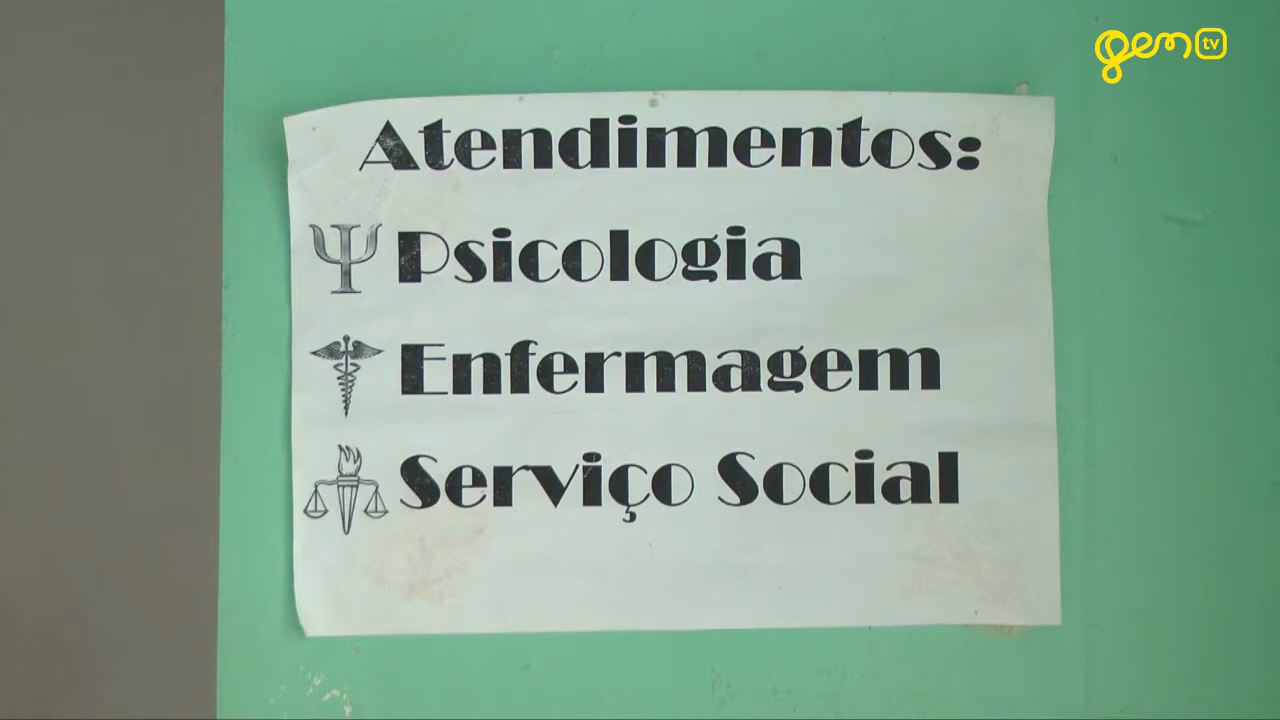 gem tv
Atendimentos:
Psicologia
Enfermagem
Serviço Social